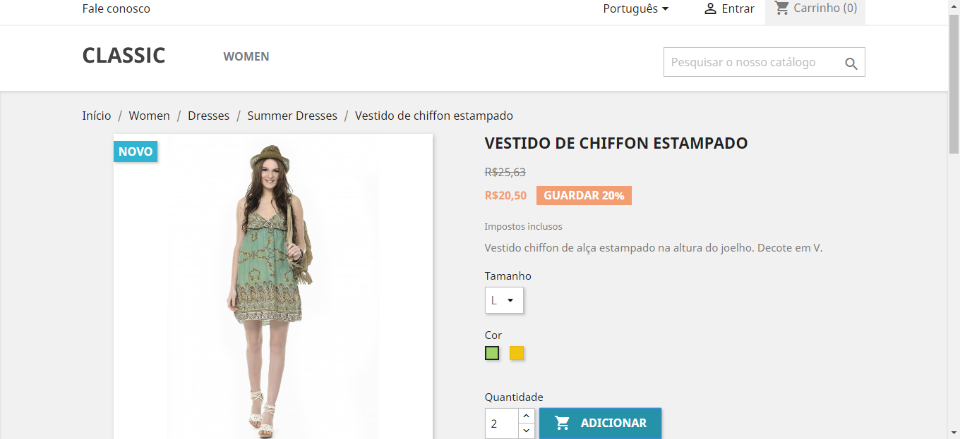 Fale conosco
Português
Entrar
Carrinho (0)
CLASSIC
WOMEN
Pesquisar o nosso catálogo
Início / Women / Dresses / Summer Dresses / Vestido de chiffon estampado
NOVO
VESTIDO DE CHIFFON ESTAMPADO
R$25,63
R$20,50 GUARDAR 20%
Impostos inclusos
Vestido chiffon de alça estampado na altura do joelho. Decote em V.
Tamanho
L
Cor
Quantidade
2
ADICIONAR